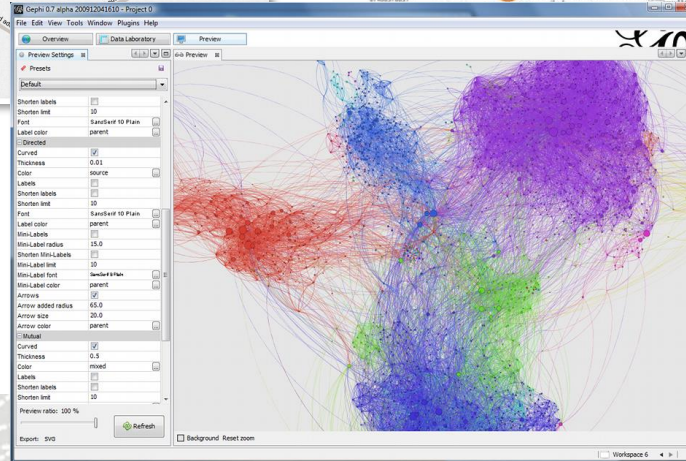 Gephi 0.7 alpha 200912041610 - Project 0
File Edit View Tools Window Plugins Help
Overview Data Laboratory Preview
Preview Settings Preview
Presets
Default
Shorten labels
Shorten limit 10
Font SansSerif 10 Plain
Label color parent
Directed
Curved
Thickness 0.01
Color source
Labels
Shorten labels
Shorten limit 10
Font SansSerif 10 Plain
Label color parent
Mini-Labels
Mini-Label radius 15.0
Shorten Mini-Labels
Mini-Label limit 10
Mini-Label font
Mini-Label color parent
Arrows
Arrow added radius 65.0
Arrow size 20.0
Arrow color parent
Mutual
Curved
Thickness 0.5
Color mixed
Labels
Shorten labels
Shorten limit 10
Preview ratio: 100 %
Refresh
Export: SVG
Background Reset zoom
Workspace 6